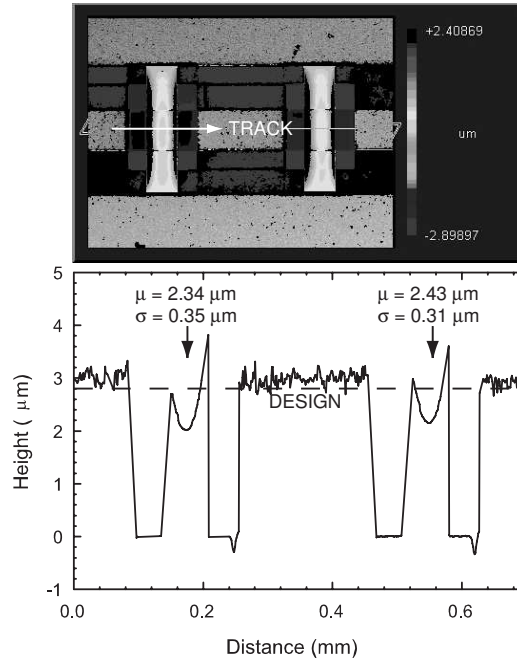 +2.40869
TRACK
um
-2.89897
μ = 2.34 μm
σ = 0.35 μm
μ = 2.43 μm
σ = 0.31 μm
5
4
3
2
1
0
-1
DESIGN
Height ( μm)
0.0
0.2
0.4
0.6
Distance (mm)